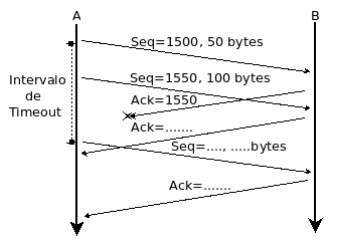 A
B
Seq=1500, 50 bytes
Intervalo
de
Timeout
Seq=1550, 100 bytes
Ack=1550
Ack=.......
Seq=...., .....bytes
Ack=.......